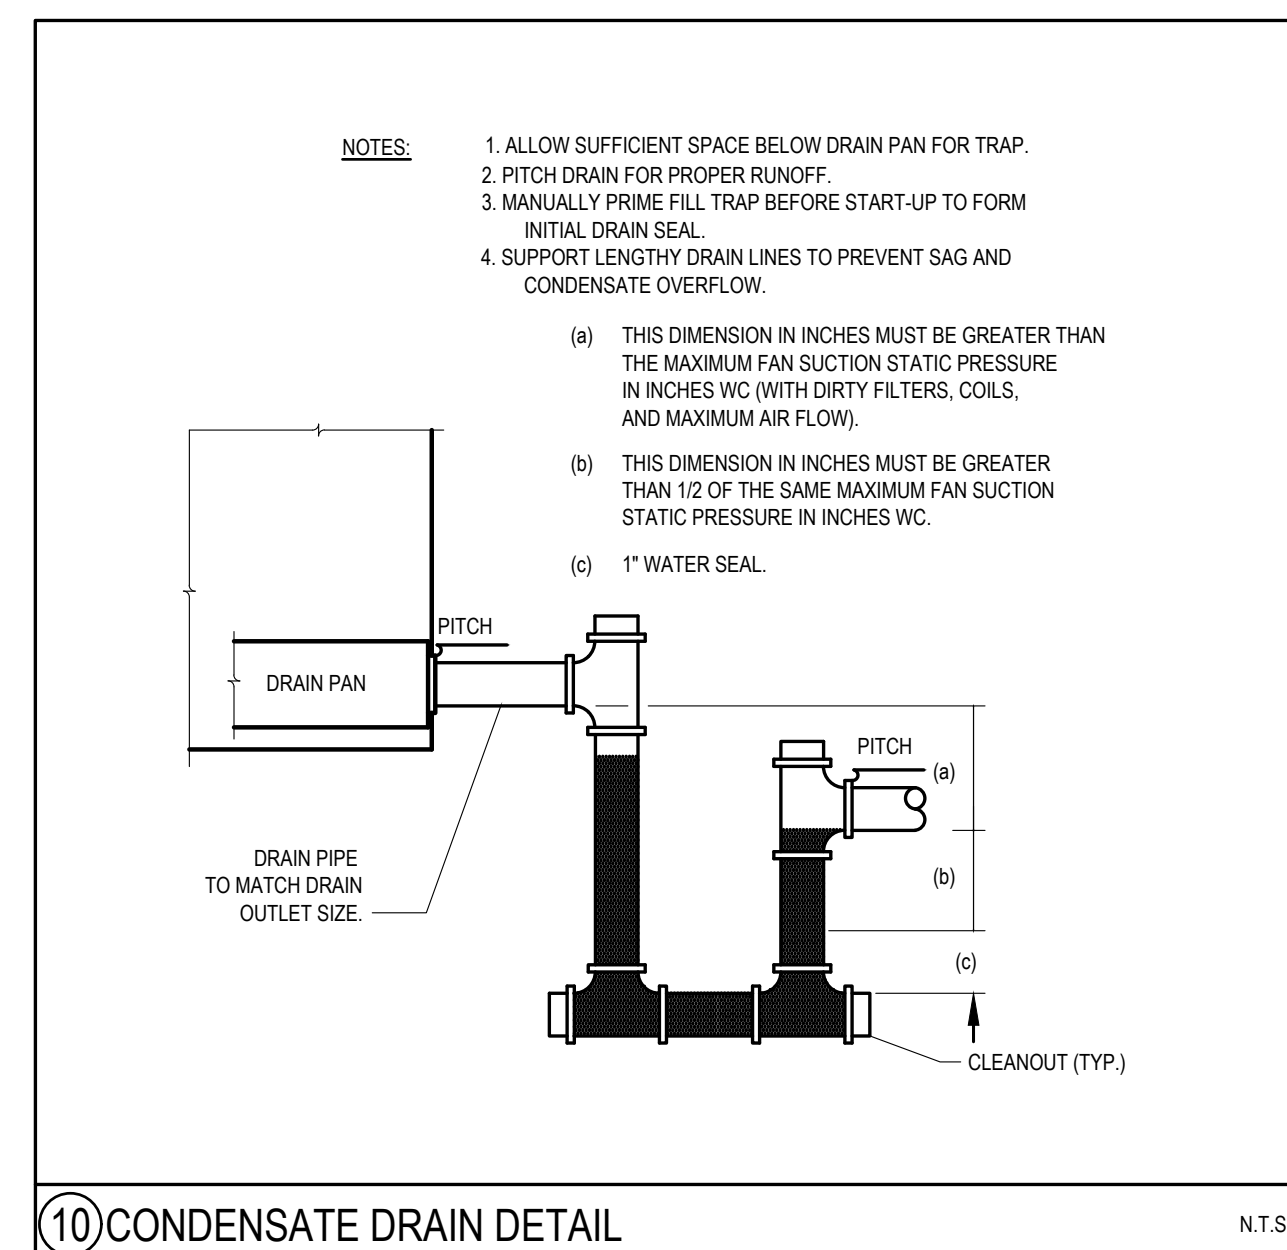 NOTES:
1. ALLOW SUFFICIENT SPACE BELOW DRAIN PAN FOR TRAP.
2. PITCH DRAIN FOR PROPER RUNOFF.
3. MANUALLY PRIME FILL TRAP BEFORE START-UP TO FORM
INITIAL DRAIN SEAL.
4. SUPPORT LENGTHY DRAIN LINES TO PREVENT SAG AND
CONDENSATE OVERFLOW.
(a) THIS DIMENSION IN INCHES MUST BE GREATER THAN
THE MAXIMUM FAN SUCTION STATIC PRESSURE
IN INCHES WC (WITH DIRTY FILTERS, COILS,
AND MAXIMUM AIR FLOW).
(b) THIS DIMENSION IN INCHES MUST BE GREATER
THAN 1/2 OF THE SAME MAXIMUM FAN SUCTION
STATIC PRESSURE IN INCHES WC.
(c) 1" WATER SEAL.
PITCH
DRAIN PAN
PITCH
(a)
DRAIN PIPE
TO MATCH DRAIN
OUTLET SIZE.
(b)
(c)
CLEANOUT (TYP.)
10 CONDENSATE DRAIN DETAIL
N.T.S